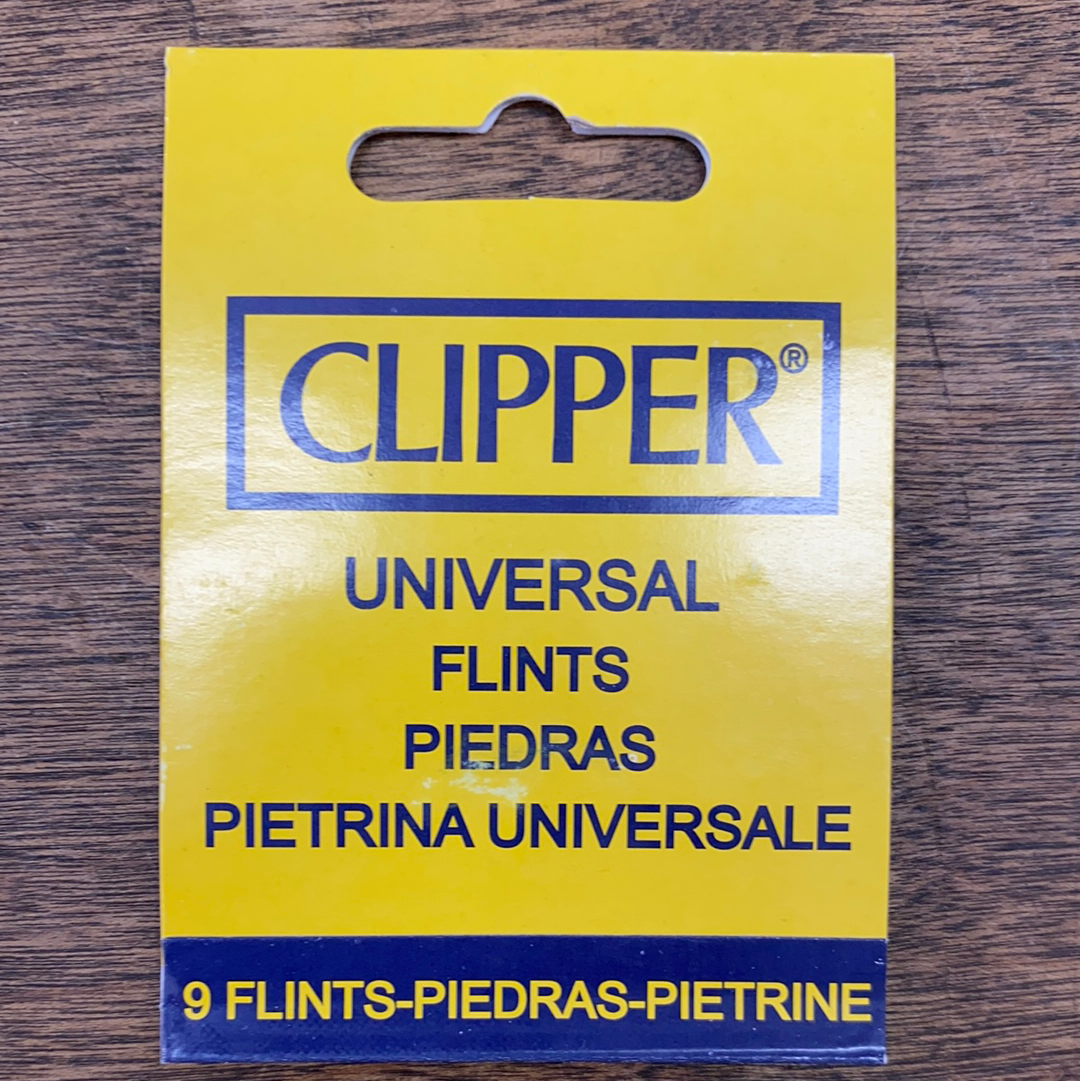 CLIPPER®
UNIVERSAL
FLINTS
PIEDRAS
PIETRINA UNIVERSALE
9 FLINTS-PIEDRAS-PIETRINE